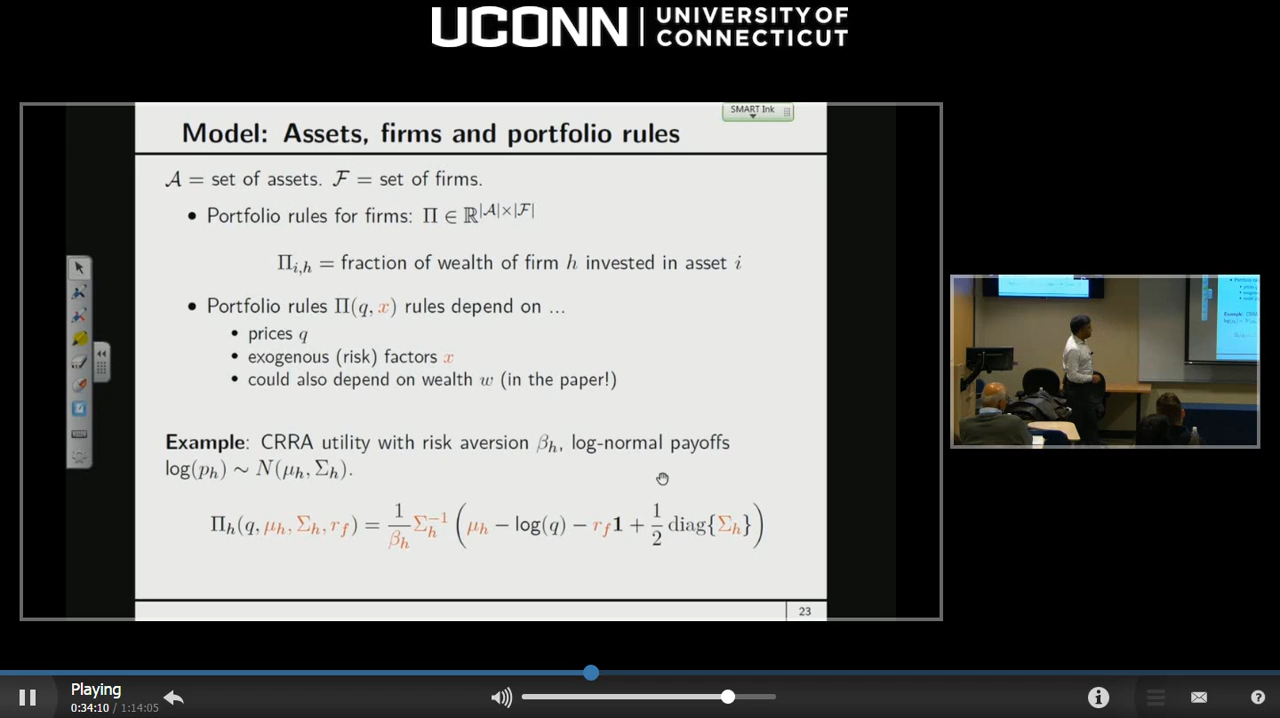 UCONN
UNIVERSITY OF
CONNECTICUT
SMART Ink
Model: Assets, firms and portfolio rules
𝒜 = set of assets. ℱ = set of firms.
• Portfolio rules for firms: Π ∈ ℝ^{|𝒜|×|ℱ|}
Π_{i,h} = fraction of wealth of firm h invested in asset i
• Portfolio rules Π(q, x) rules depend on ...
• prices q
• exogenous (risk) factors x
• could also depend on wealth w (in the paper!)
Example: CRRA utility with risk aversion β_h, log-normal payoffs
log(p_h) ∼ N(μ_h, Σ_h).
Π_h(q, μ_h, Σ_h, r_f) = \frac{1}{β_h} Σ_h^{-1} (μ_h − log(q) − r_f 1 + \frac{1}{2} diag{Σ_h})
23
Playing
0:34:10 / 1:14:05